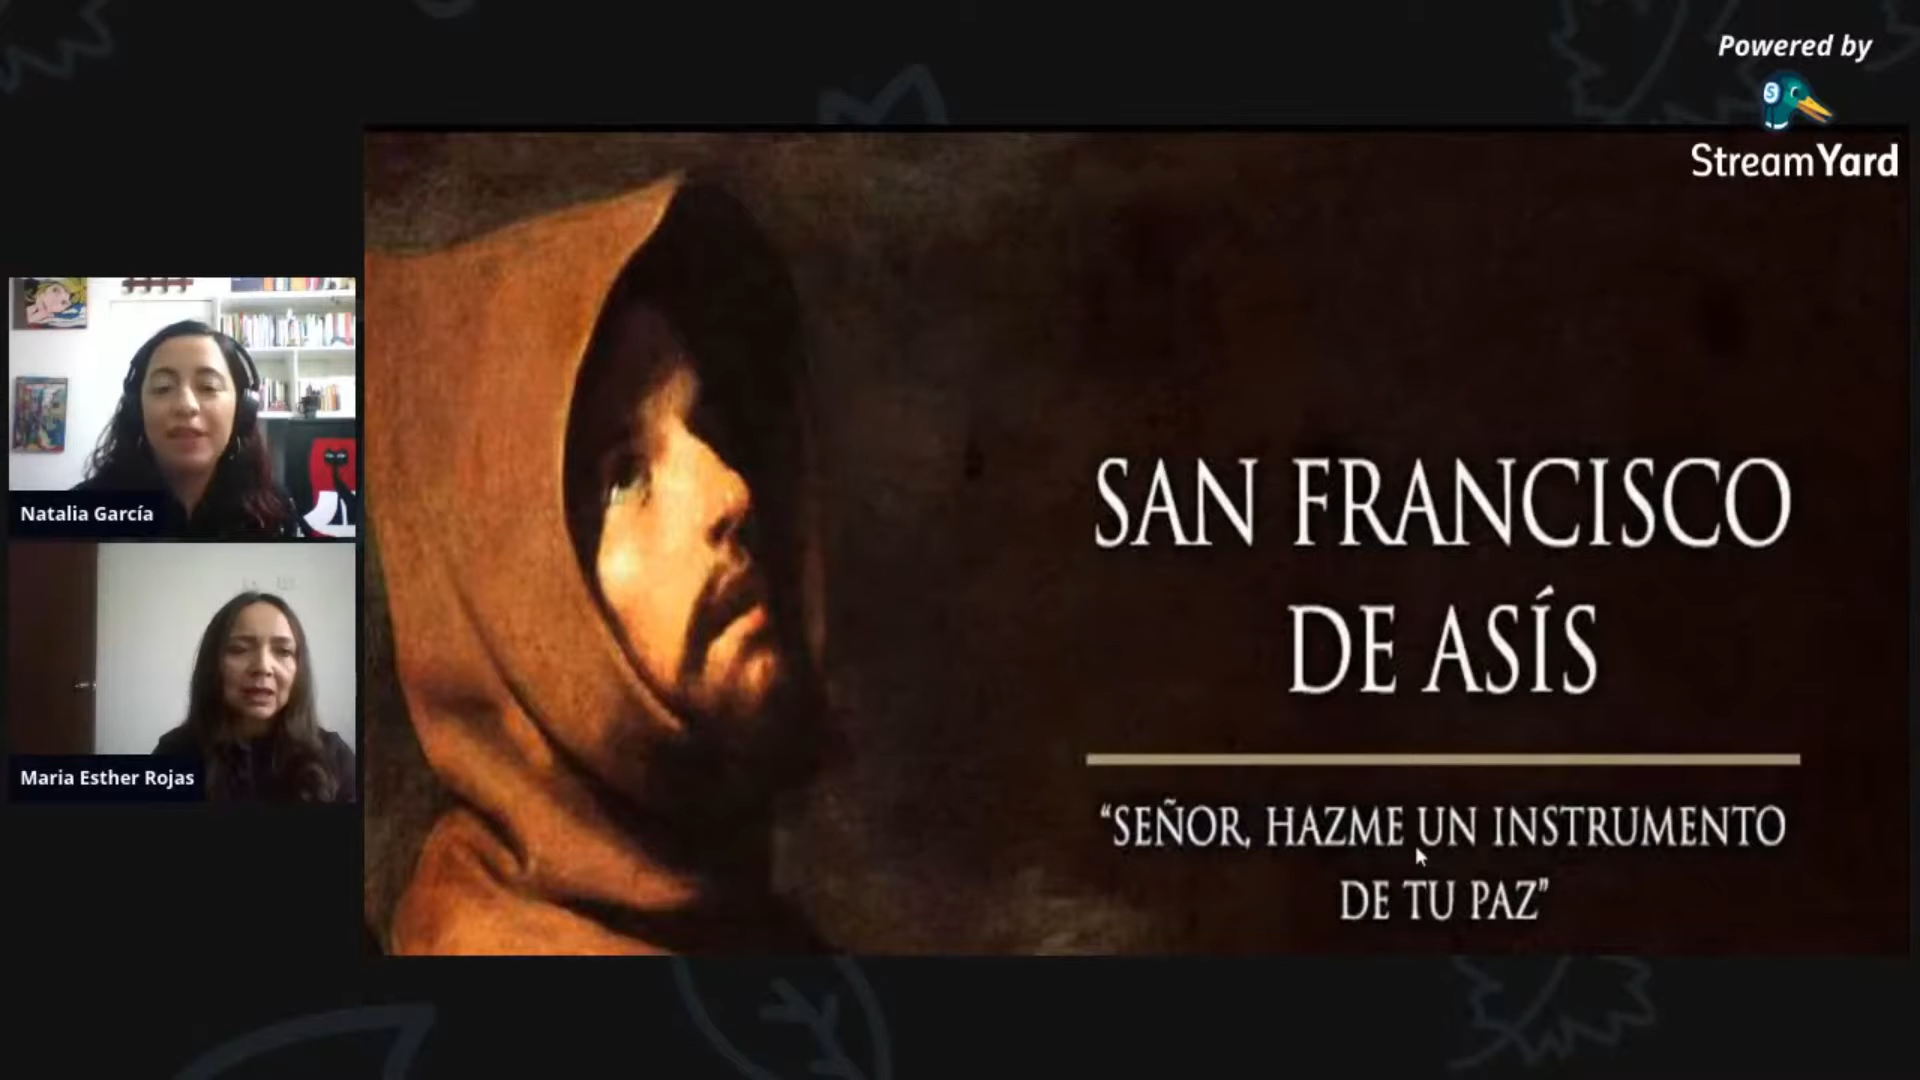 Powered by
StreamYard
Natalia García
Maria Esther Rojas
SAN FRANCISCO
DE ASÍS
“SEÑOR, HAZME UN INSTRUMENTO
DE TU PAZ”